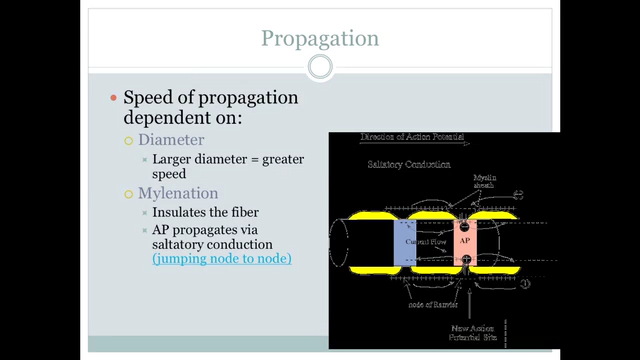 Propagation
Speed of propagation
dependent on:
Diameter
Larger diameter = greater
speed
Mylenation
Insulates the fiber
AP propagates via
saltatory conduction
(jumping node to node)
Direction of Action Potential
Saltatory Conduction
Myelin
sheath
Current Flow
AP
node of Ranvier
New Action
Potential Site